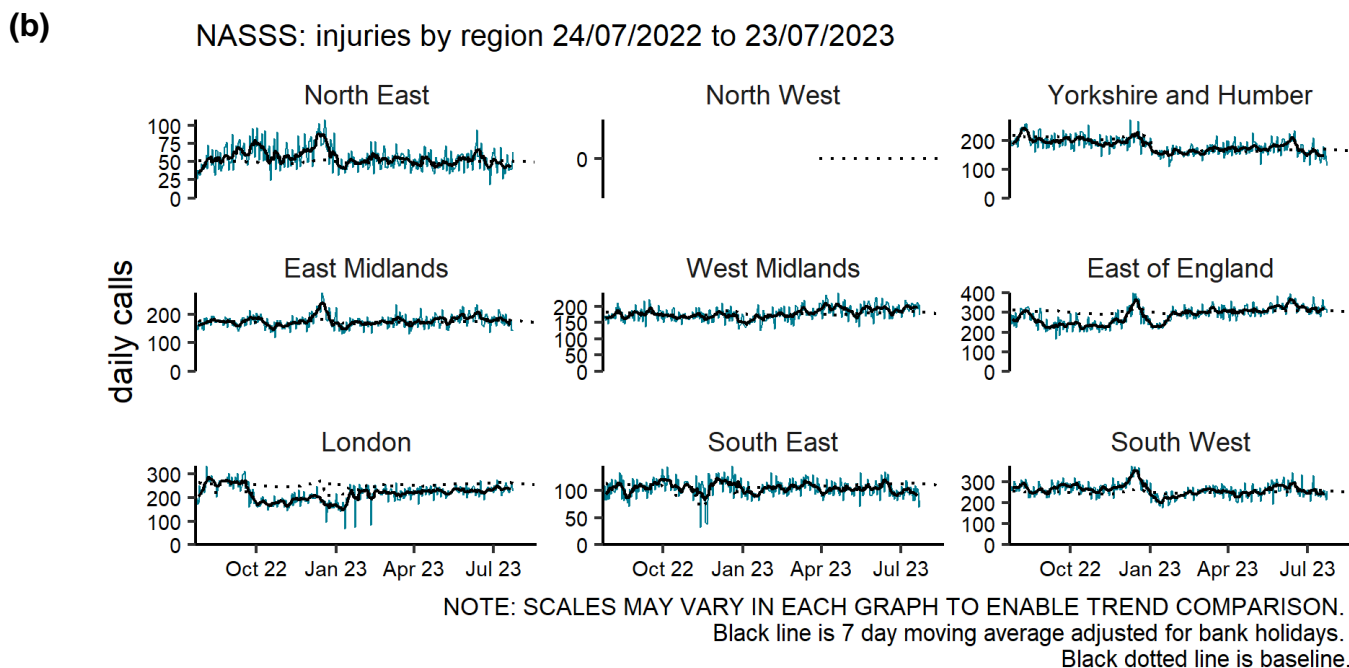 (b)
NASSS: injuries by region 24/07/2022 to 23/07/2023
North East
100
75
50
25
0
North West
0
Yorkshire and Humber
200
100
0
daily calls
East Midlands
200
100
0
West Midlands
200
150
100
50
0
East of England
400
300
200
100
0
London
300
200
100
0
Oct 22 Jan 23 Apr 23 Jul 23
South East
100
50
0
Oct 22 Jan 23 Apr 23 Jul 23
South West
300
200
100
0
Oct 22 Jan 23 Apr 23 Jul 23
NOTE: SCALES MAY VARY IN EACH GRAPH TO ENABLE TREND COMPARISON.
Black line is 7 day moving average adjusted for bank holidays.
Black dotted line is baseline.